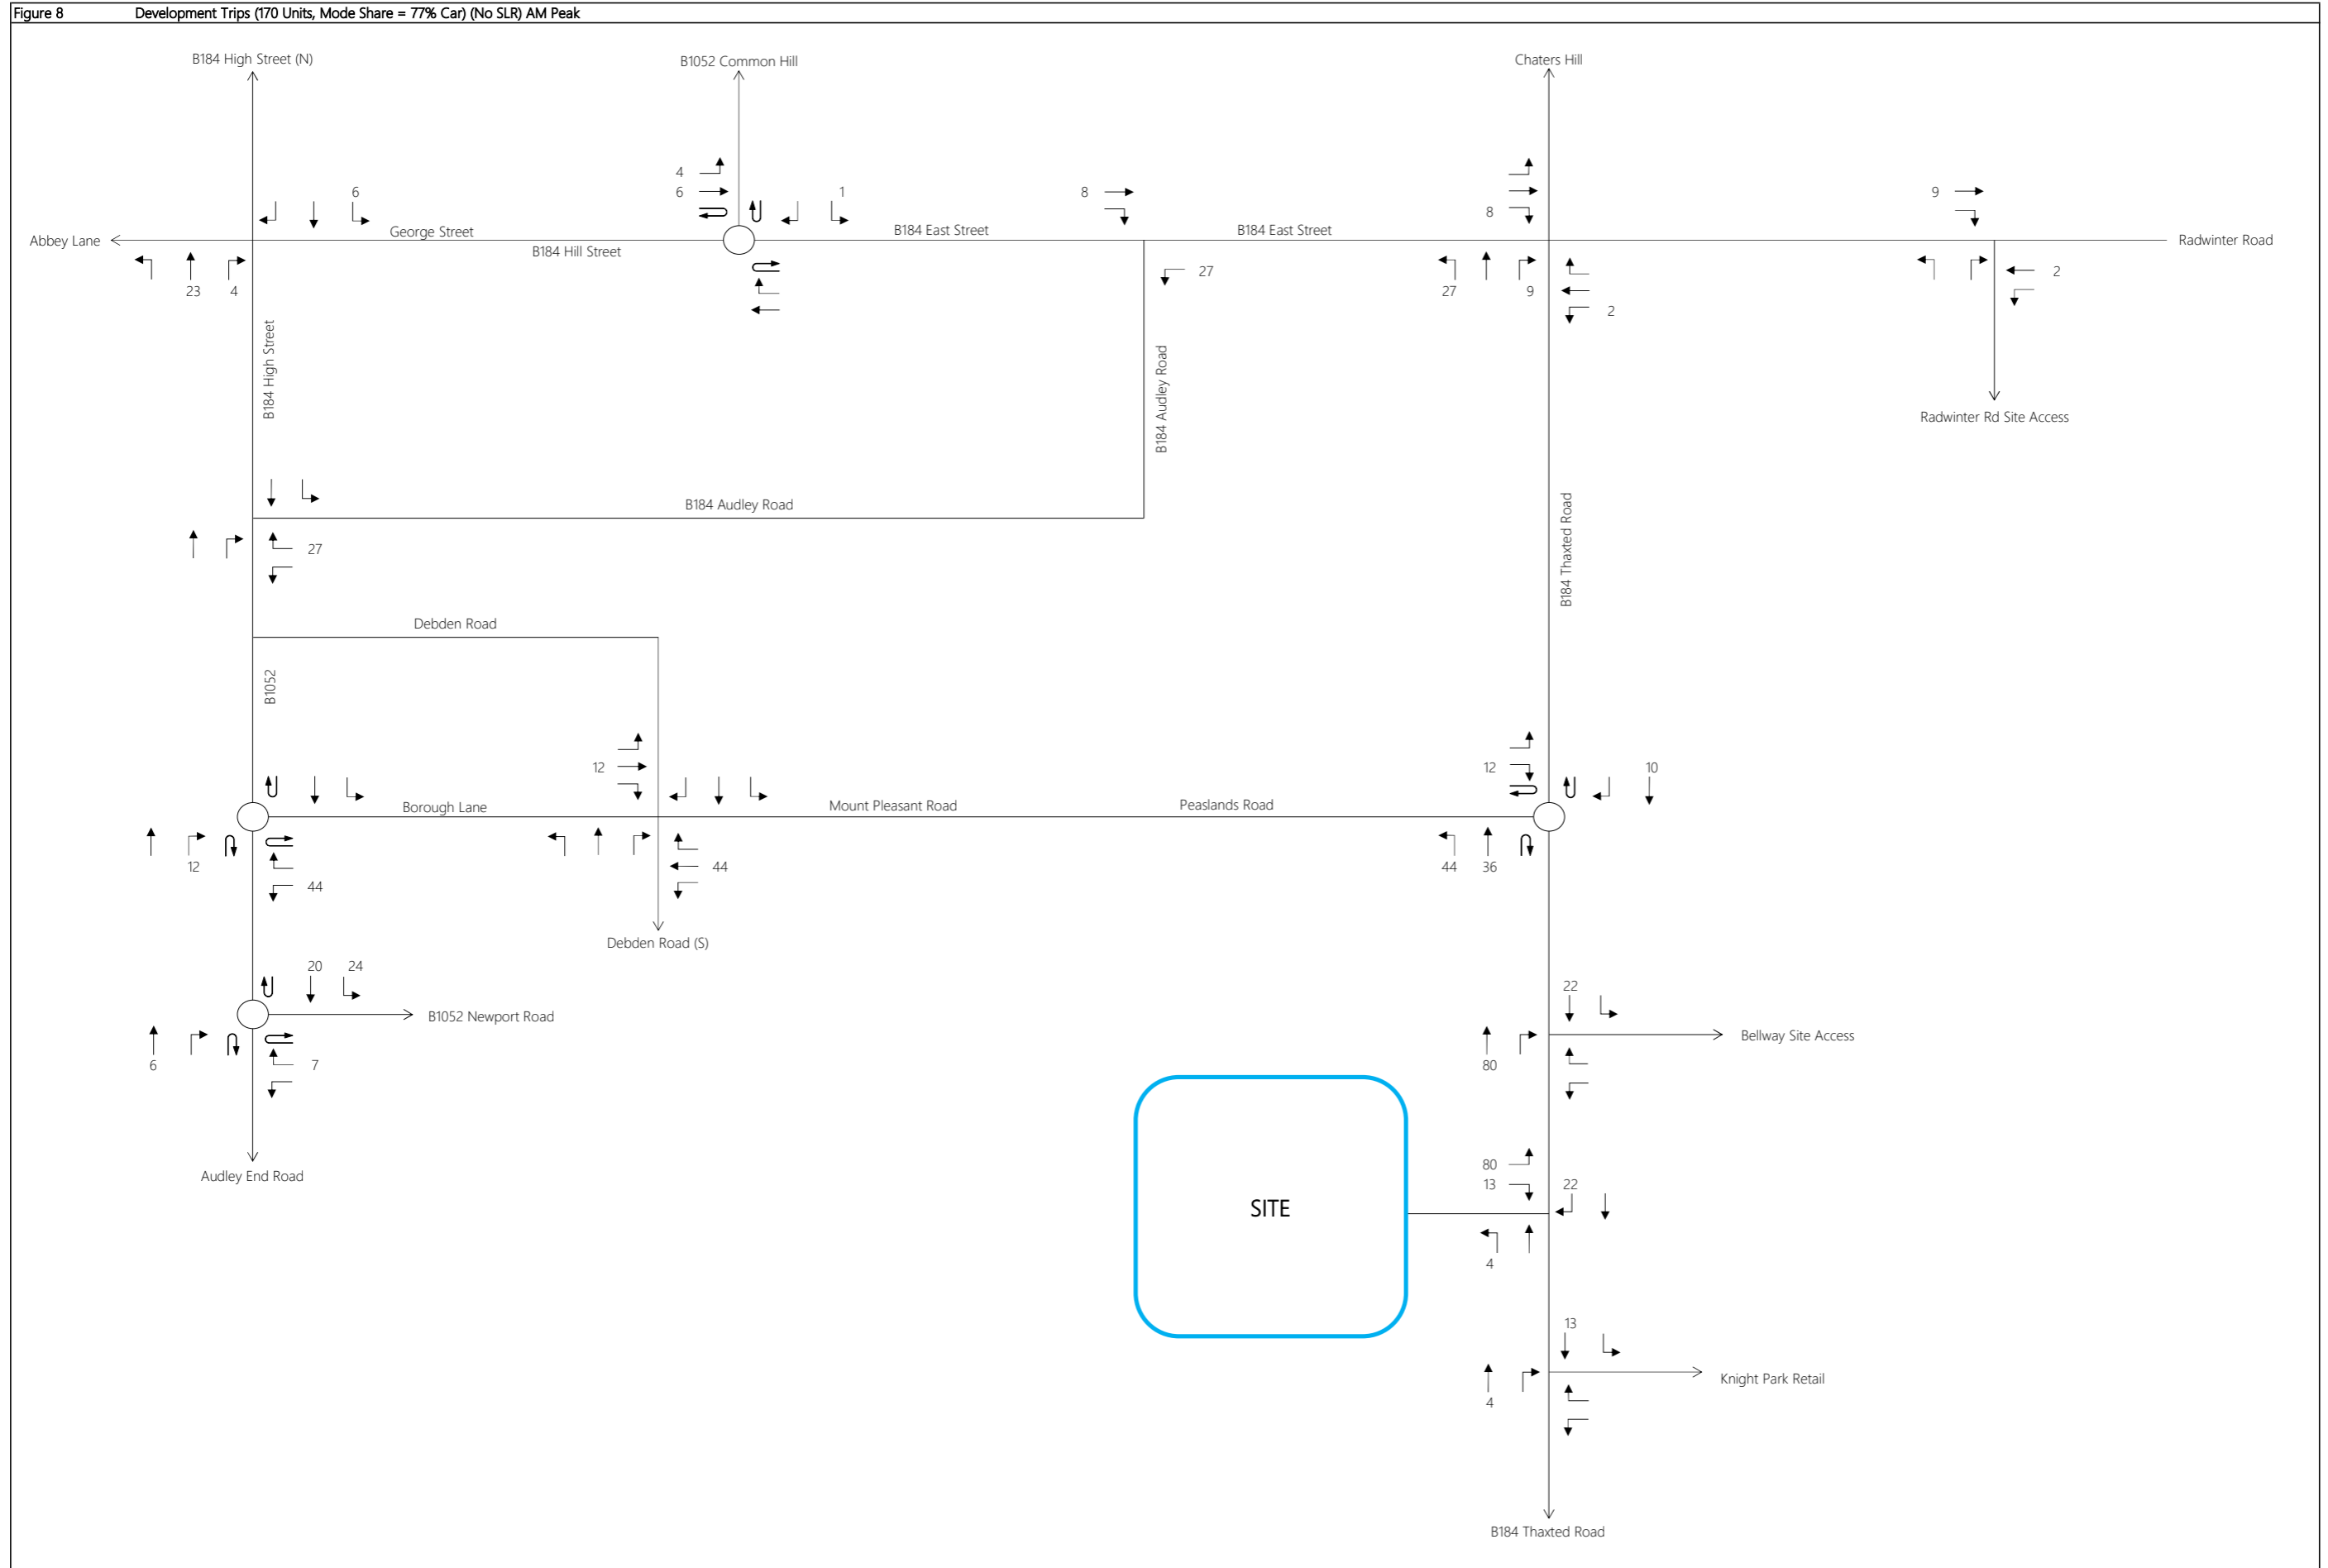 Figure 8 Development Trips (170 Units, Mode Share = 77% Car) (No SLR) AM Peak
B184 High Street (N)
B1052 Common Hill
Chaters Hill
4
6
6
1
8
8
9
Abbey Lane
George Street
B184 Hill Street
B184 East Street
B184 East Street
Radwinter Road
23
4
27
27
9
2
2
B184 High Street
B184 Audley Road
Radwinter Rd Site Access
B184 Audley Road
B184 Thaxted Road
27
Debden Road
B1052
12
12
10
Borough Lane
Mount Pleasant Road
Peaslands Road
12
44
44
44
36
Debden Road (S)
20
24
B1052 Newport Road
6
7
22
Bellway Site Access
80
Audley End Road
80
13
22
SITE
4
13
Knight Park Retail
4
B184 Thaxted Road